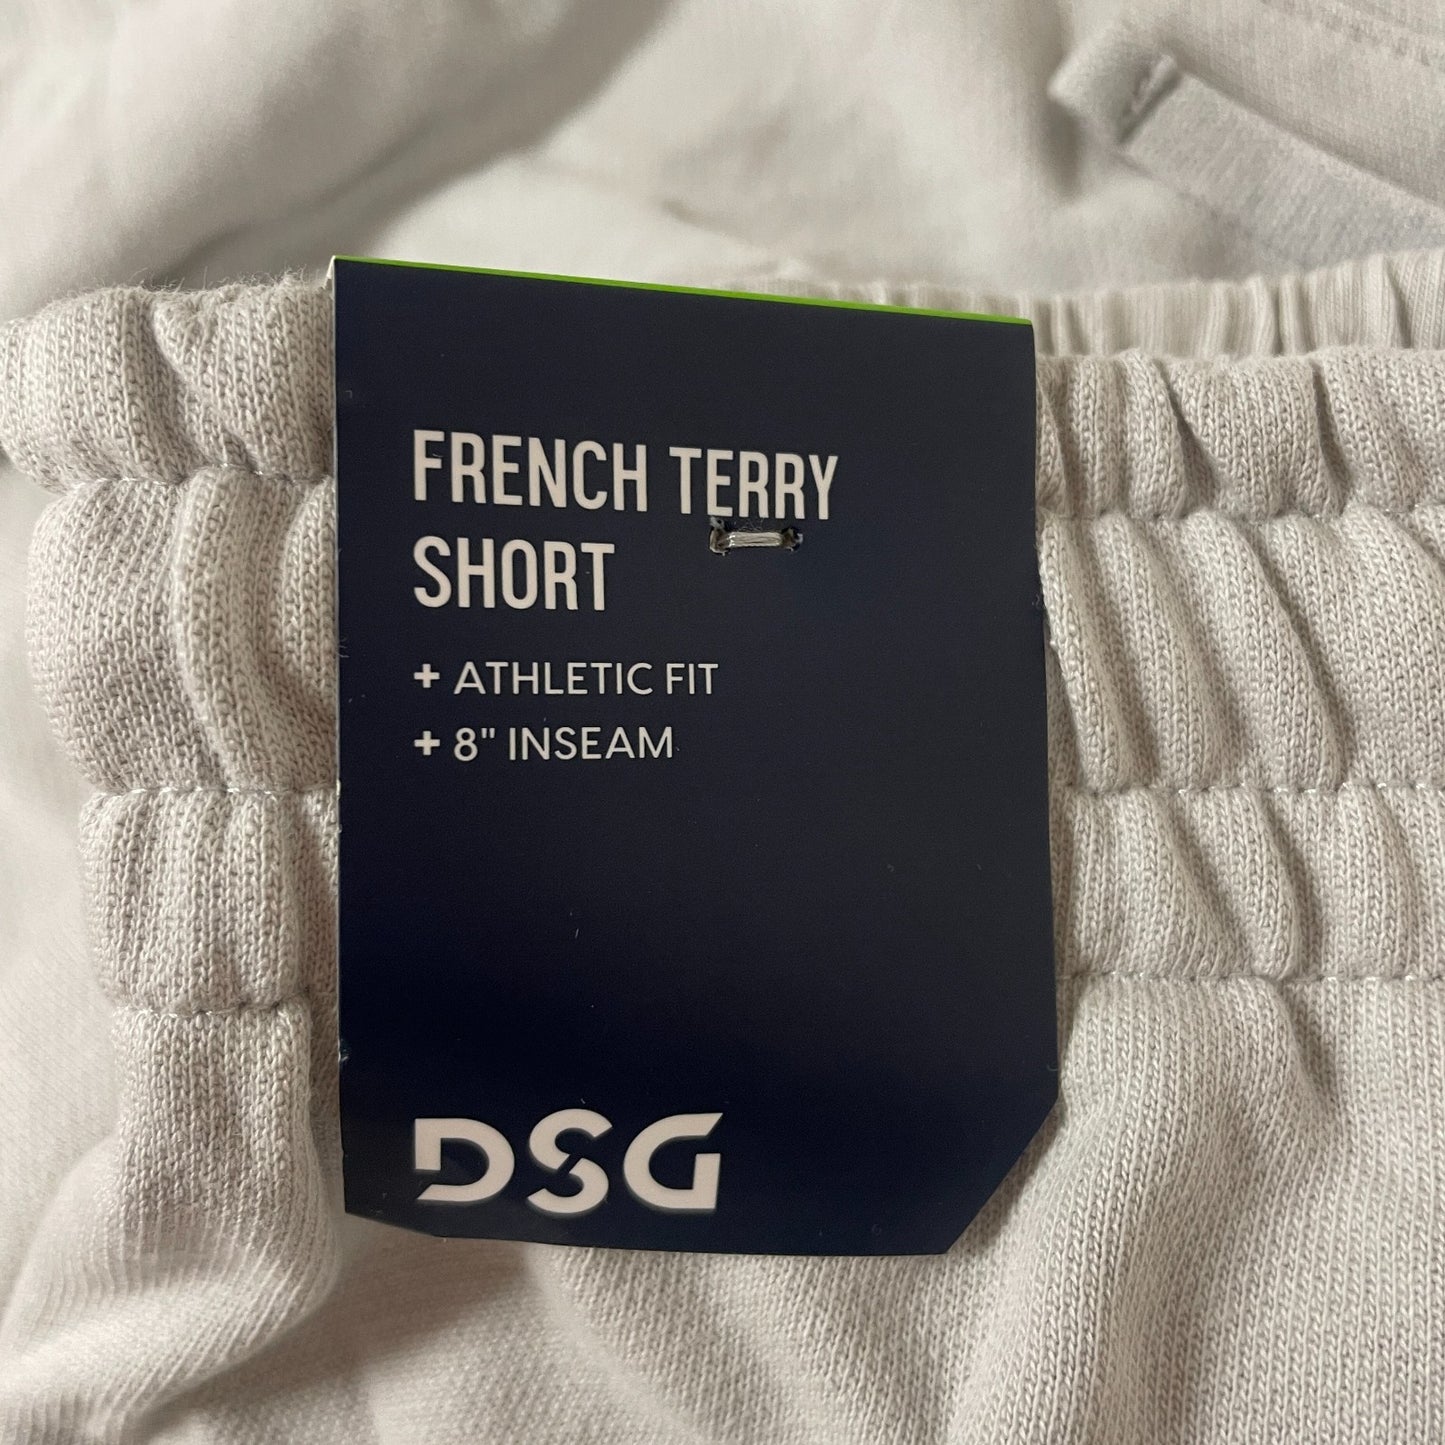 FRENCH TERRY
SHORT
+ ATHLETIC FIT
+ 8" INSEAM
DSG